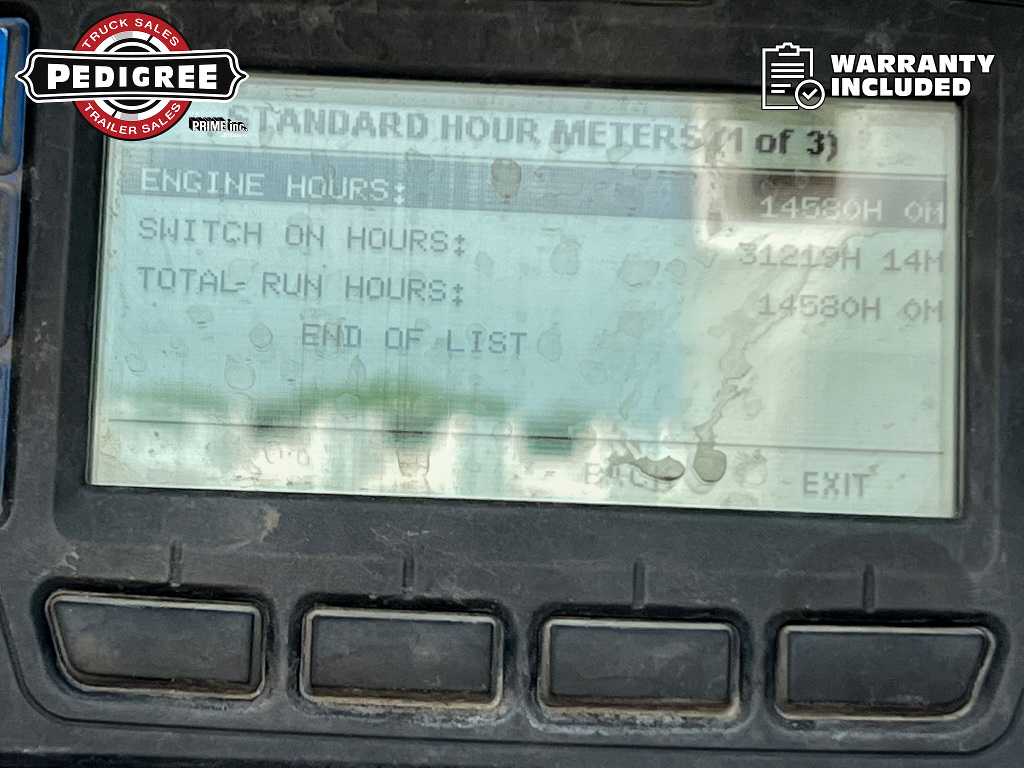 TRUCK SALES
PEDIGREE
TRAILER SALES
PRIME inc.
WARRANTY
INCLUDED
STANDARD HOUR METERS (1 of 3)
ENGINE HOURS: 14580H 0M
SWITCH ON HOURS: 31219H 14M
TOTAL RUN HOURS: 14580H 0M
END OF LIST
BACK EXIT